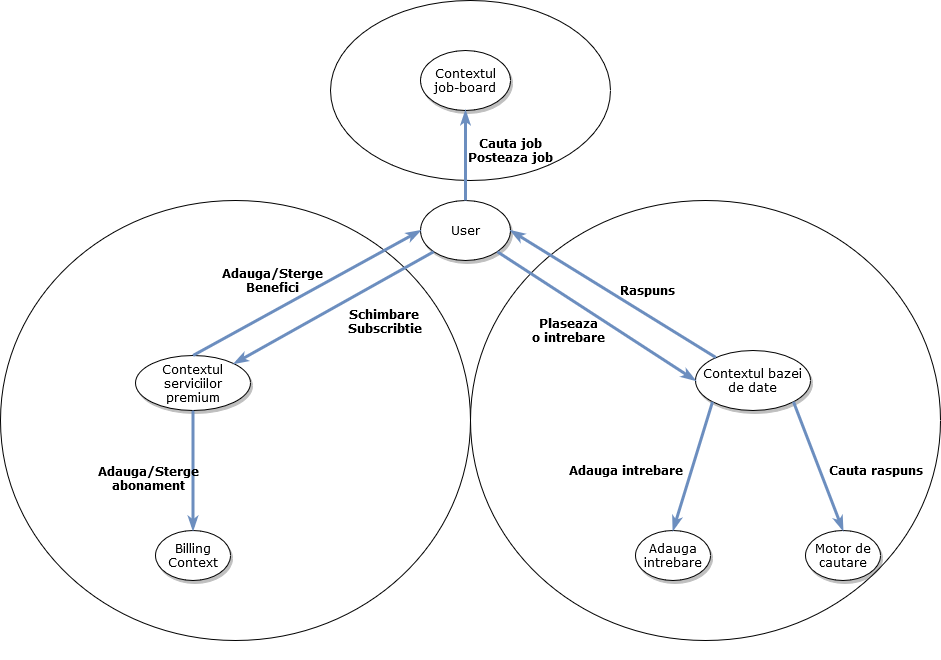 Contextul
job-board
Cauta job
Posteaza job
User
Adauga/Sterge
Benefici
Schimbare
Subscribtie
Raspuns
Plaseaza
o intrebare
Contextul
serviciilor
premium
Contextul bazei
de date
Adauga/Sterge
abonament
Adauga intrebare
Cauta raspuns
Billing
Context
Adauga
intrebare
Motor de
cautare